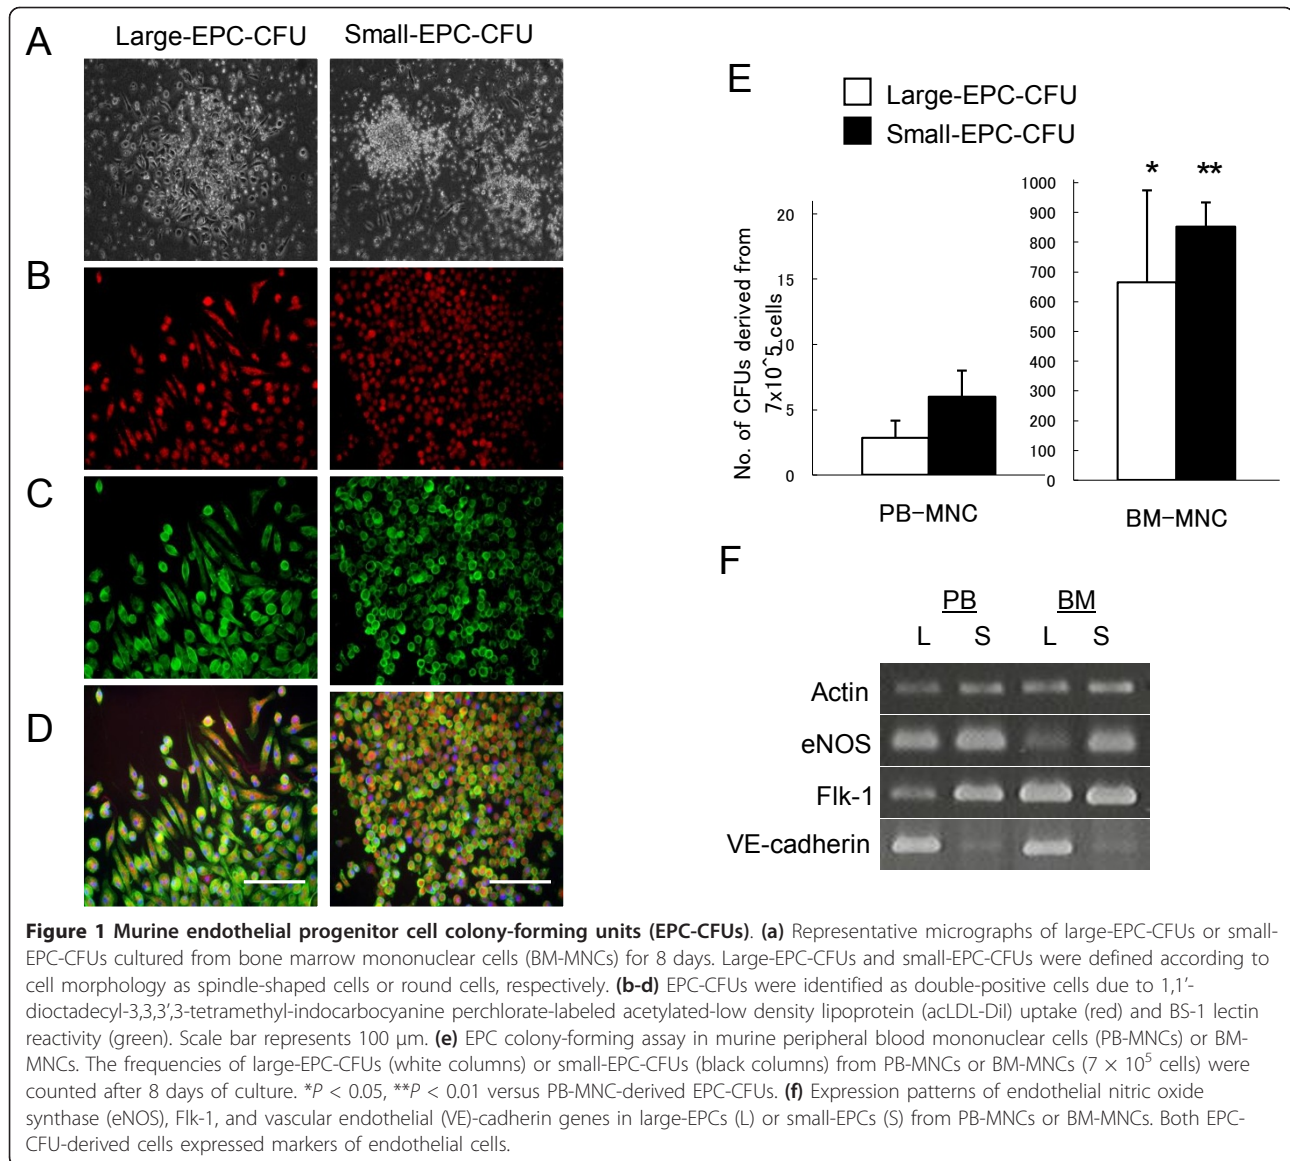 A
Large-EPC-CFU
Small-EPC-CFU
B
C
D
E
Large-EPC-CFU
Small-EPC-CFU
No. of CFUs derived from
7x10^5 cells
20
15
10
5
0
PB-MNC
1000
900
800
700
600
500
400
300
200
100
0
*
**
BM-MNC
F
PB
BM
L S L S
Actin
eNOS
Flk-1
VE-cadherin
Figure 1 Murine endothelial progenitor cell colony-forming units (EPC-CFUs). (a) Representative micrographs of large-EPC-CFUs or small-
EPC-CFUs cultured from bone marrow mononuclear cells (BM-MNCs) for 8 days. Large-EPC-CFUs and small-EPC-CFUs were defined according to
cell morphology as spindle-shaped cells or round cells, respectively. (b-d) EPC-CFUs were identified as double-positive cells due to 1,1′-
dioctadecyl-3,3,3′,3-tetramethyl-indocarbocyanine perchlorate-labeled acetylated-low density lipoprotein (acLDL-DiI) uptake (red) and BS-1 lectin
reactivity (green). Scale bar represents 100 μm. (e) EPC colony-forming assay in murine peripheral blood mononuclear cells (PB-MNCs) or BM-
MNCs. The frequencies of large-EPC-CFUs (white columns) or small-EPC-CFUs (black columns) from PB-MNCs or BM-MNCs (7 × 10⁵ cells) were
counted after 8 days of culture. *P < 0.05, **P < 0.01 versus PB-MNC-derived EPC-CFUs. (f) Expression patterns of endothelial nitric oxide
synthase (eNOS), Flk-1, and vascular endothelial (VE)-cadherin genes in large-EPCs (L) or small-EPCs (S) from PB-MNCs or BM-MNCs. Both EPC-
CFU-derived cells expressed markers of endothelial cells.